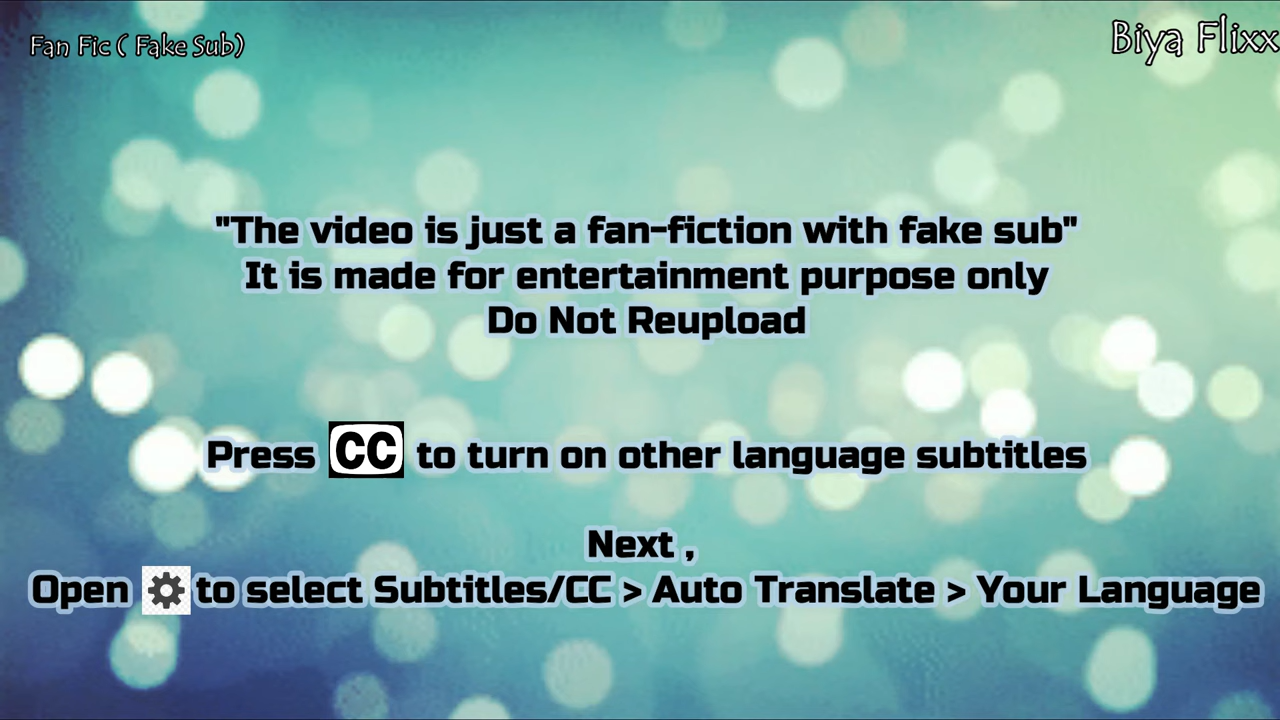 Fan Fic ( Fake Sub)
Biya Flixx
"The video is just a fan-fiction with fake sub"
It is made for entertainment purpose only
Do Not Reupload
Press CC to turn on other language subtitles
Next ,
Open to select Subtitles/CC > Auto Translate > Your Language